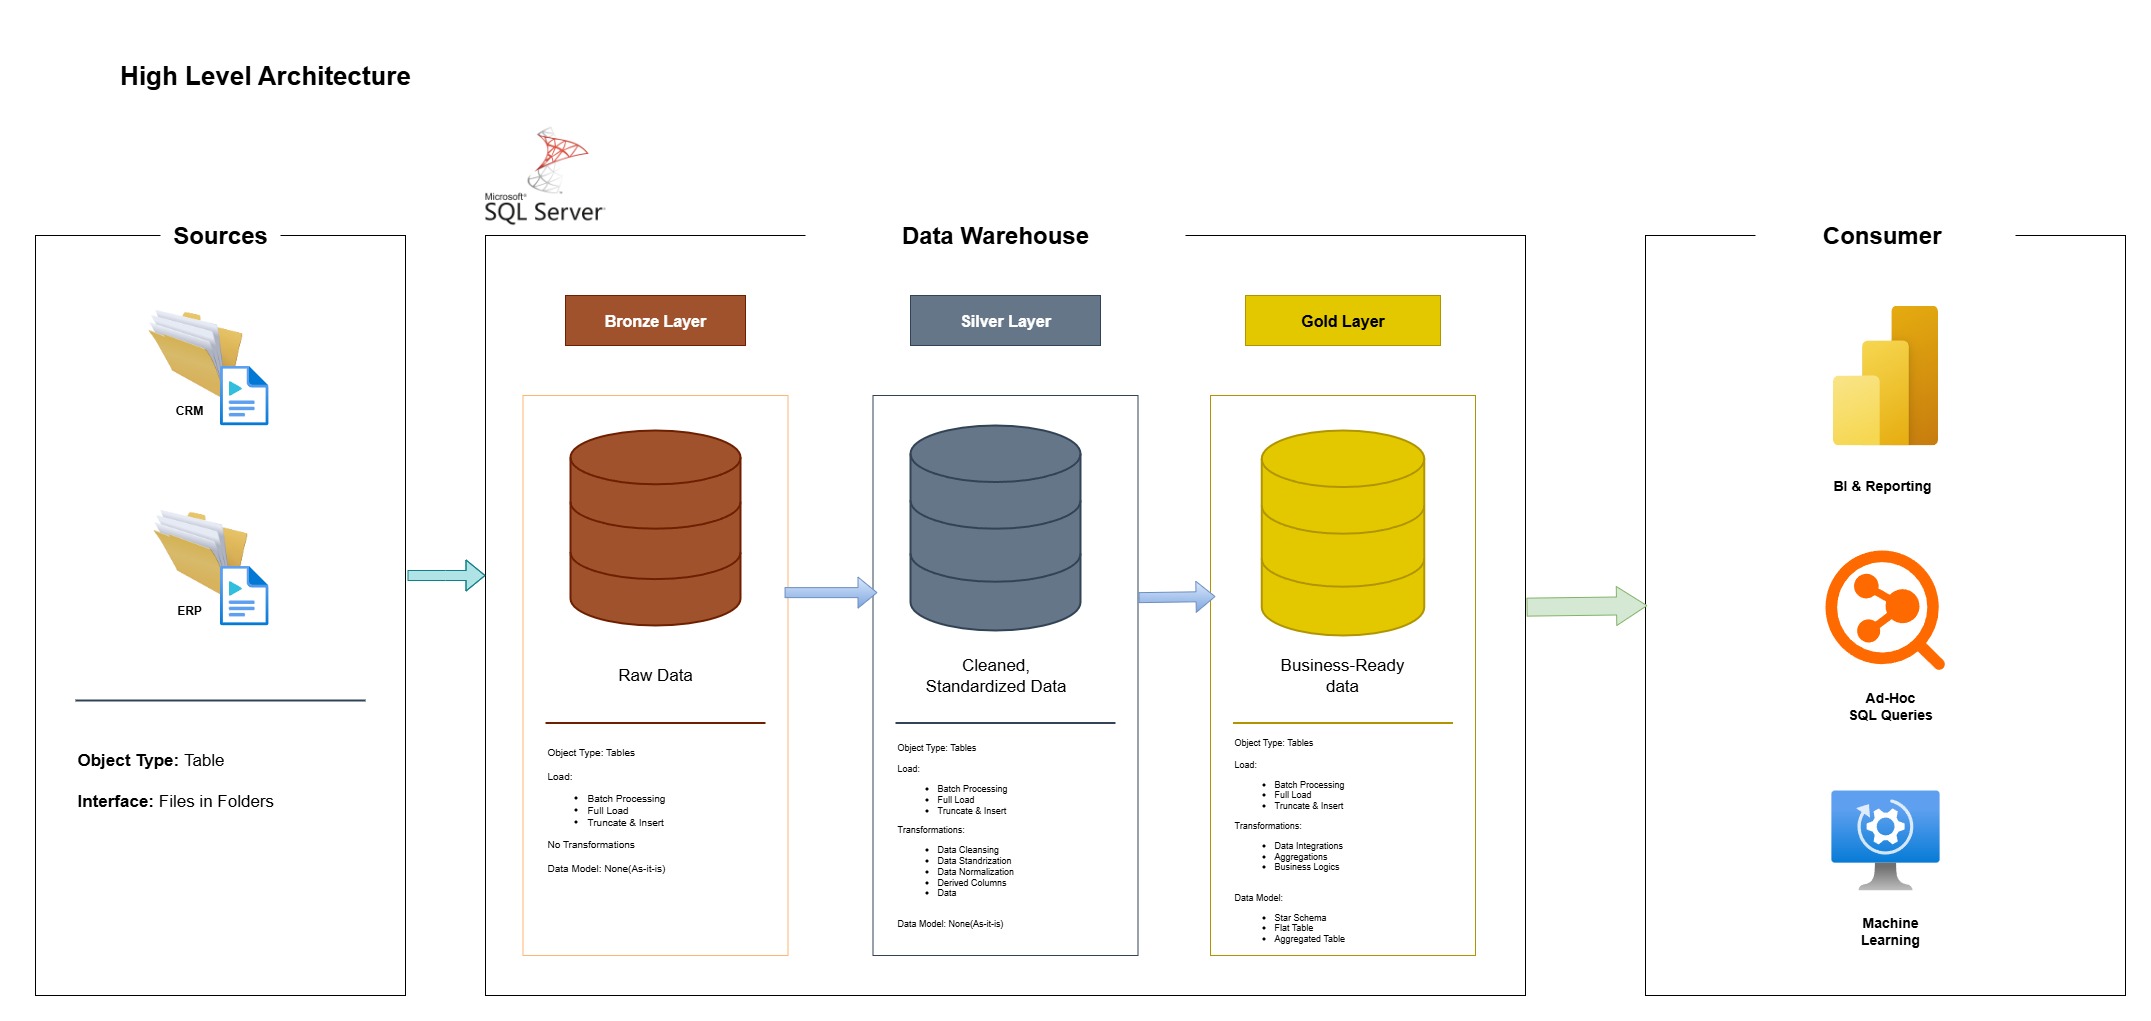 High Level Architecture
Microsoft
SQL Server
Sources
Data Warehouse
Consumer
CRM
ERP
Object Type: Table
Interface: Files in Folders
Bronze Layer
Raw Data
Object Type: Tables
Load:
Batch Processing
Full Load
Truncate & Insert
No Transformations
Data Model: None(As-it-is)
Silver Layer
Cleaned,
Standardized Data
Object Type: Tables
Load:
Batch Processing
Full Load
Truncate & Insert
Transformations:
Data Cleansing
Data Standrization
Data Normalization
Derived Columns
Data
Data Model: None(As-it-is)
Gold Layer
Business-Ready
data
Object Type: Tables
Load:
Batch Processing
Full Load
Truncate & Insert
Transformations:
Data Integrations
Aggregations
Business Logics
Data Model:
Star Schema
Flat Table
Aggregated Table
BI & Reporting
Ad-Hoc
SQL Queries
Machine
Learning